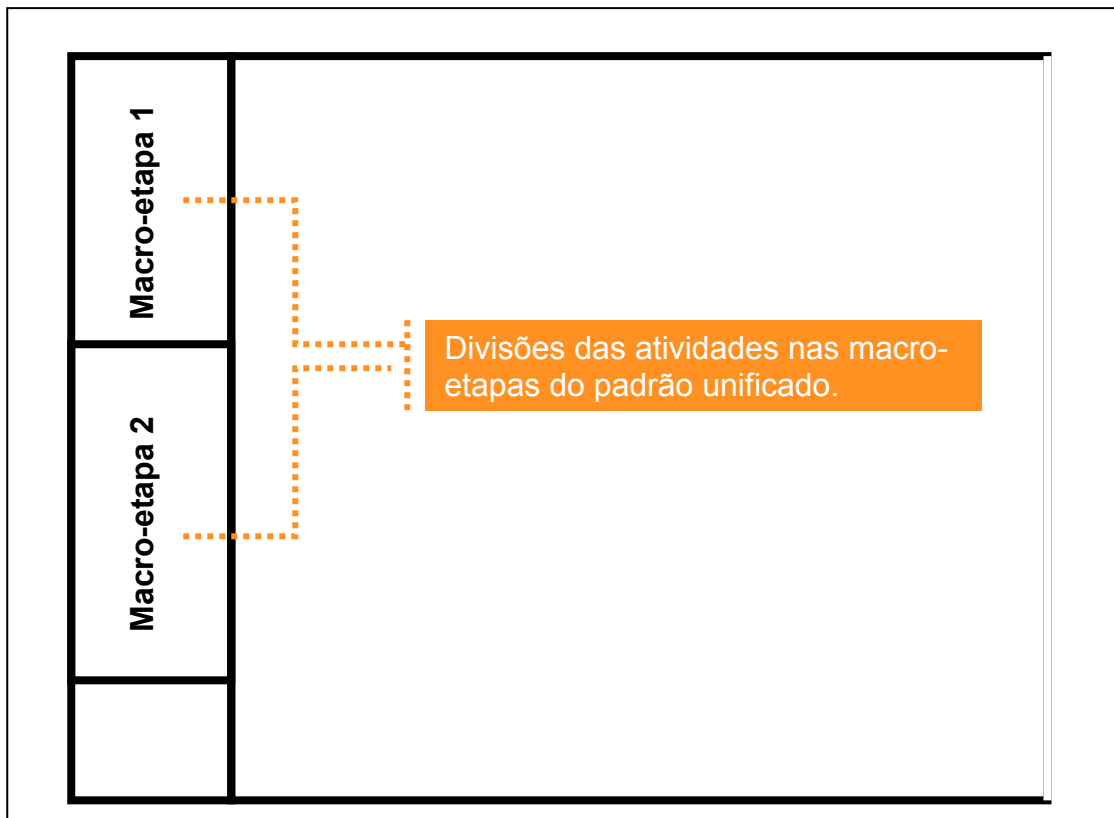 Macro-etapa 1
Divisões das atividades nas macro-
etapas do padrão unificado.
Macro-etapa 2